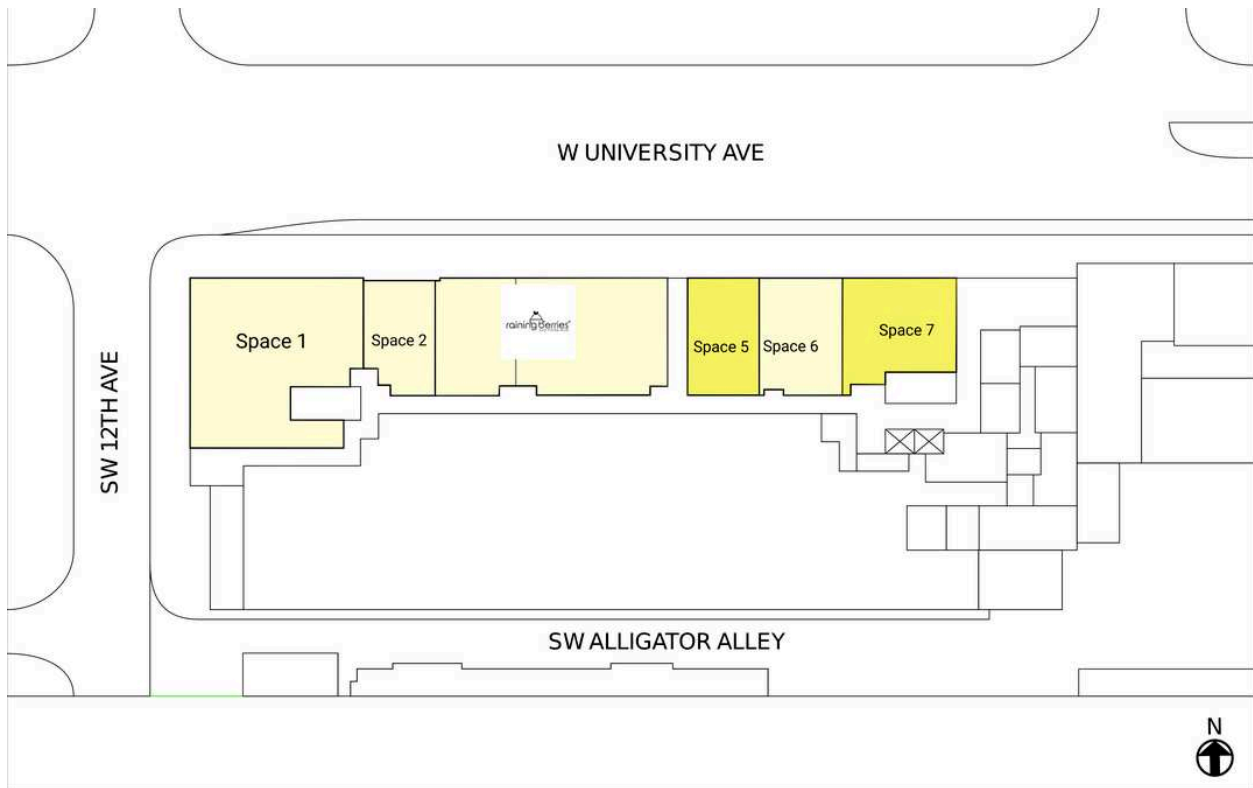 W UNIVERSITY AVE
SW 12TH AVE
Space 1
Space 2
raining berries
Space 5
Space 6
Space 7
SW ALLIGATOR ALLEY
N